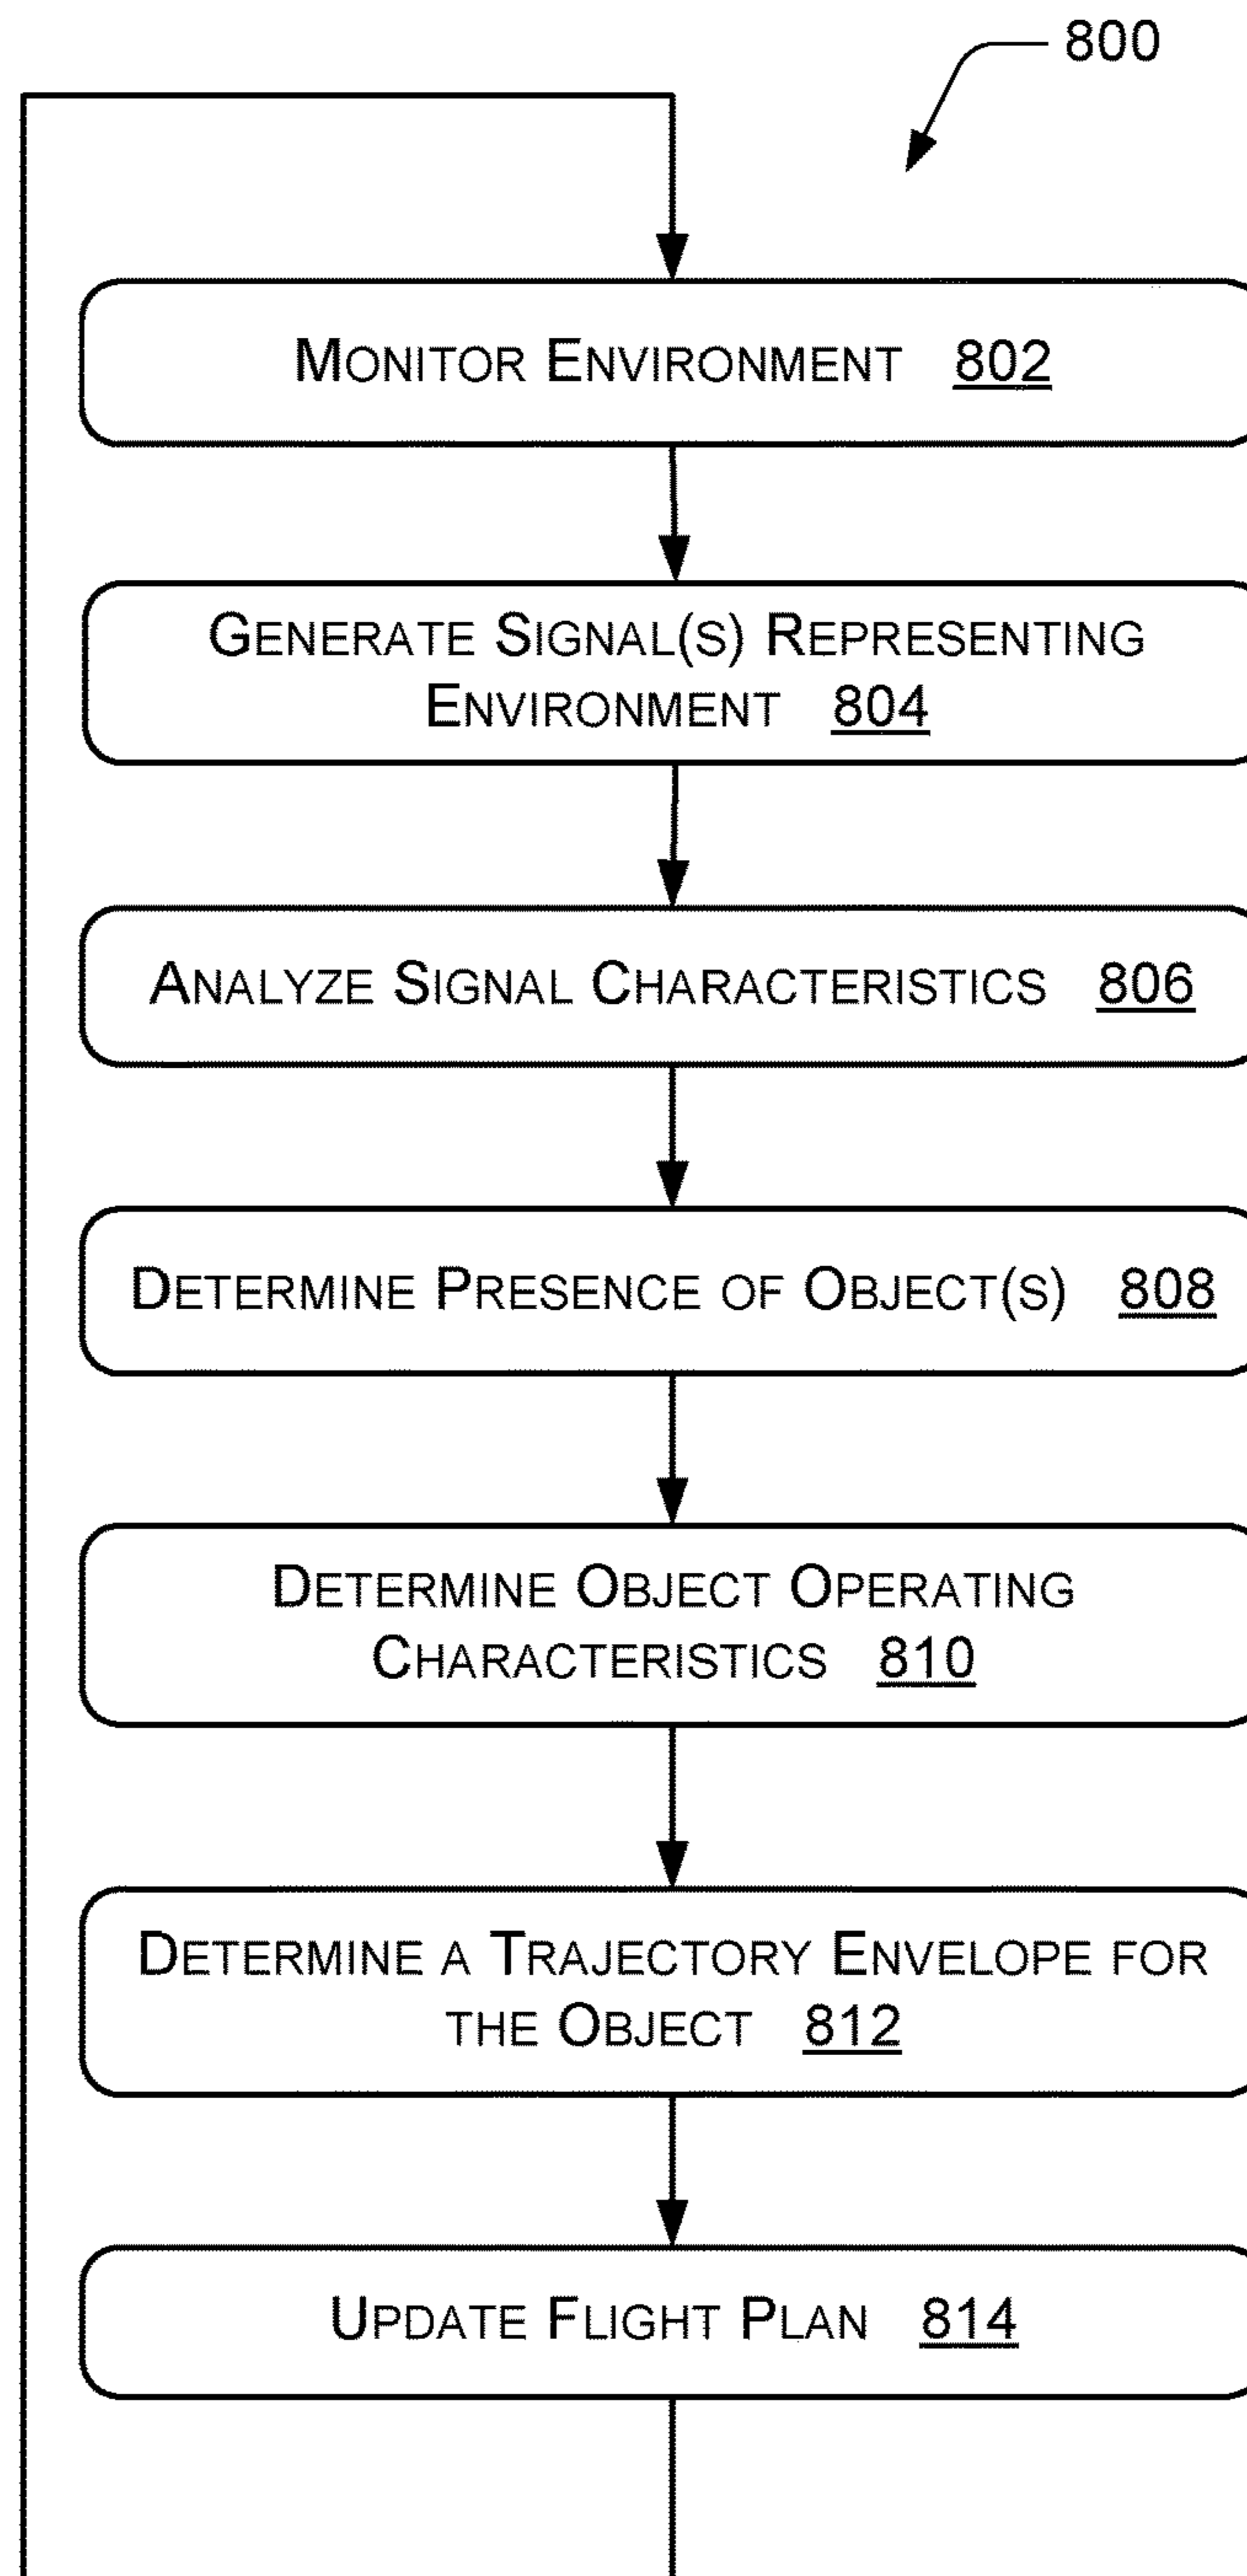 800
MONITOR ENVIRONMENT 802
GENERATE SIGNAL(S) REPRESENTING
ENVIRONMENT 804
ANALYZE SIGNAL CHARACTERISTICS 806
DETERMINE PRESENCE OF OBJECT(S) 808
DETERMINE OBJECT OPERATING
CHARACTERISTICS 810
DETERMINE A TRAJECTORY ENVELOPE FOR
THE OBJECT 812
UPDATE FLIGHT PLAN 814